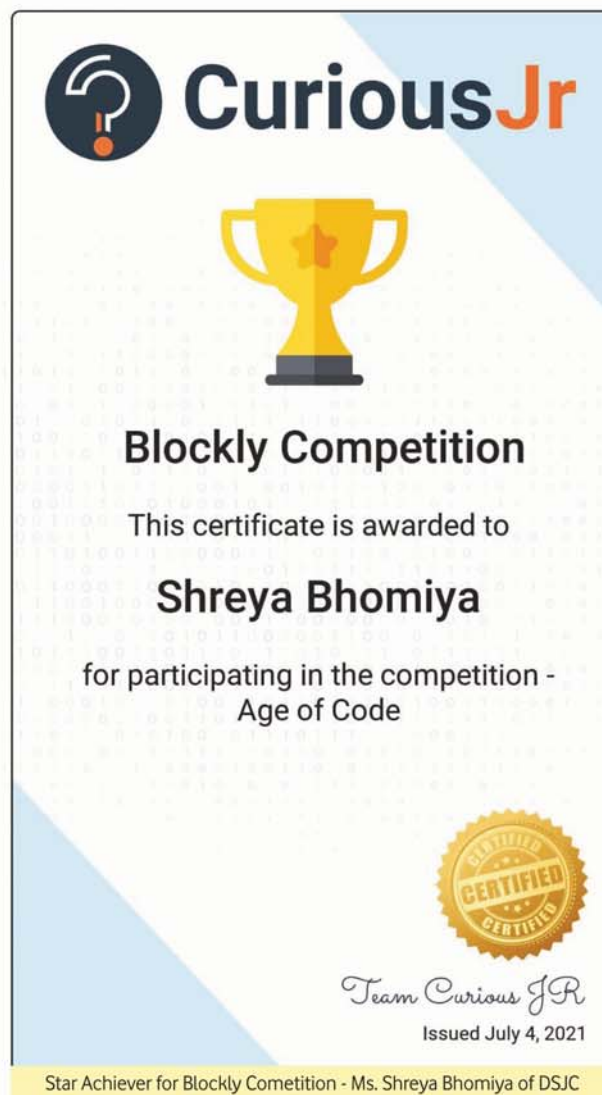 CuriousJr
Blockly Competition
This certificate is awarded to
Shreya Bhomiya
for participating in the competition -
Age of Code
CERTIFIED
CERTIFIED
CERTIFIED
Team Curious JR
Issued July 4, 2021
Star Achiever for Blockly Cometition - Ms. Shreya Bhomiya of DSJC